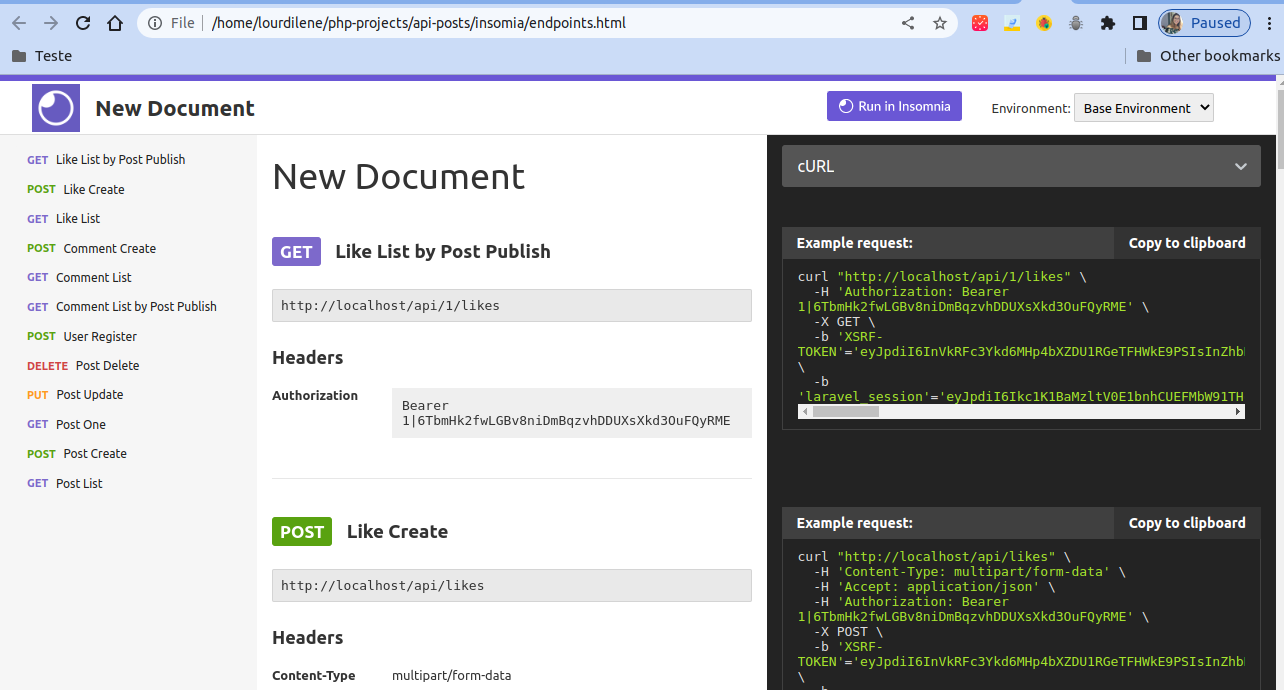 File
/home/lourdilene/php-projects/api-posts/insomia/endpoints.html
Paused
Teste
Other bookmarks
New Document
Run in Insomnia
Environment:
Base Environment
GET Like List by Post Publish
POST Like Create
GET Like List
POST Comment Create
GET Comment List
GET Comment List by Post Publish
POST User Register
DELETE Post Delete
PUT Post Update
GET Post One
POST Post Create
GET Post List
New Document
GET Like List by Post Publish
http://localhost/api/1/likes
Headers
Authorization
Bearer
1|6TbmHk2fwLGBv8niDmBqzvhDDUXsXkd3OuFQyRME
POST Like Create
http://localhost/api/likes
Headers
Content-Type multipart/form-data
cURL
Example request:
Copy to clipboard
curl "http://localhost/api/1/likes" \
-H 'Authorization: Bearer
1|6TbmHk2fwLGBv8niDmBqzvhDDUXsXkd3OuFQyRME' \
-X GET \
-b 'XSRF-
TOKEN'='eyJpdiI6InVkRFc3Ykd6MHp4bXZDU1RGeTFHWkE9PSIsInZhb
\
-b
'laravel_session'='eyJpdiI6Ikc1K1BaMzltV0E1bnhCUEFMbW91TH
Example request:
Copy to clipboard
curl "http://localhost/api/likes" \
-H 'Content-Type: multipart/form-data' \
-H 'Accept: application/json' \
-H 'Authorization: Bearer
1|6TbmHk2fwLGBv8niDmBqzvhDDUXsXkd3OuFQyRME' \
-X POST \
-b 'XSRF-
TOKEN'='eyJpdiI6InVkRFc3Ykd6MHp4bXZDU1RGeTFHWkE9PSIsInZhb
\